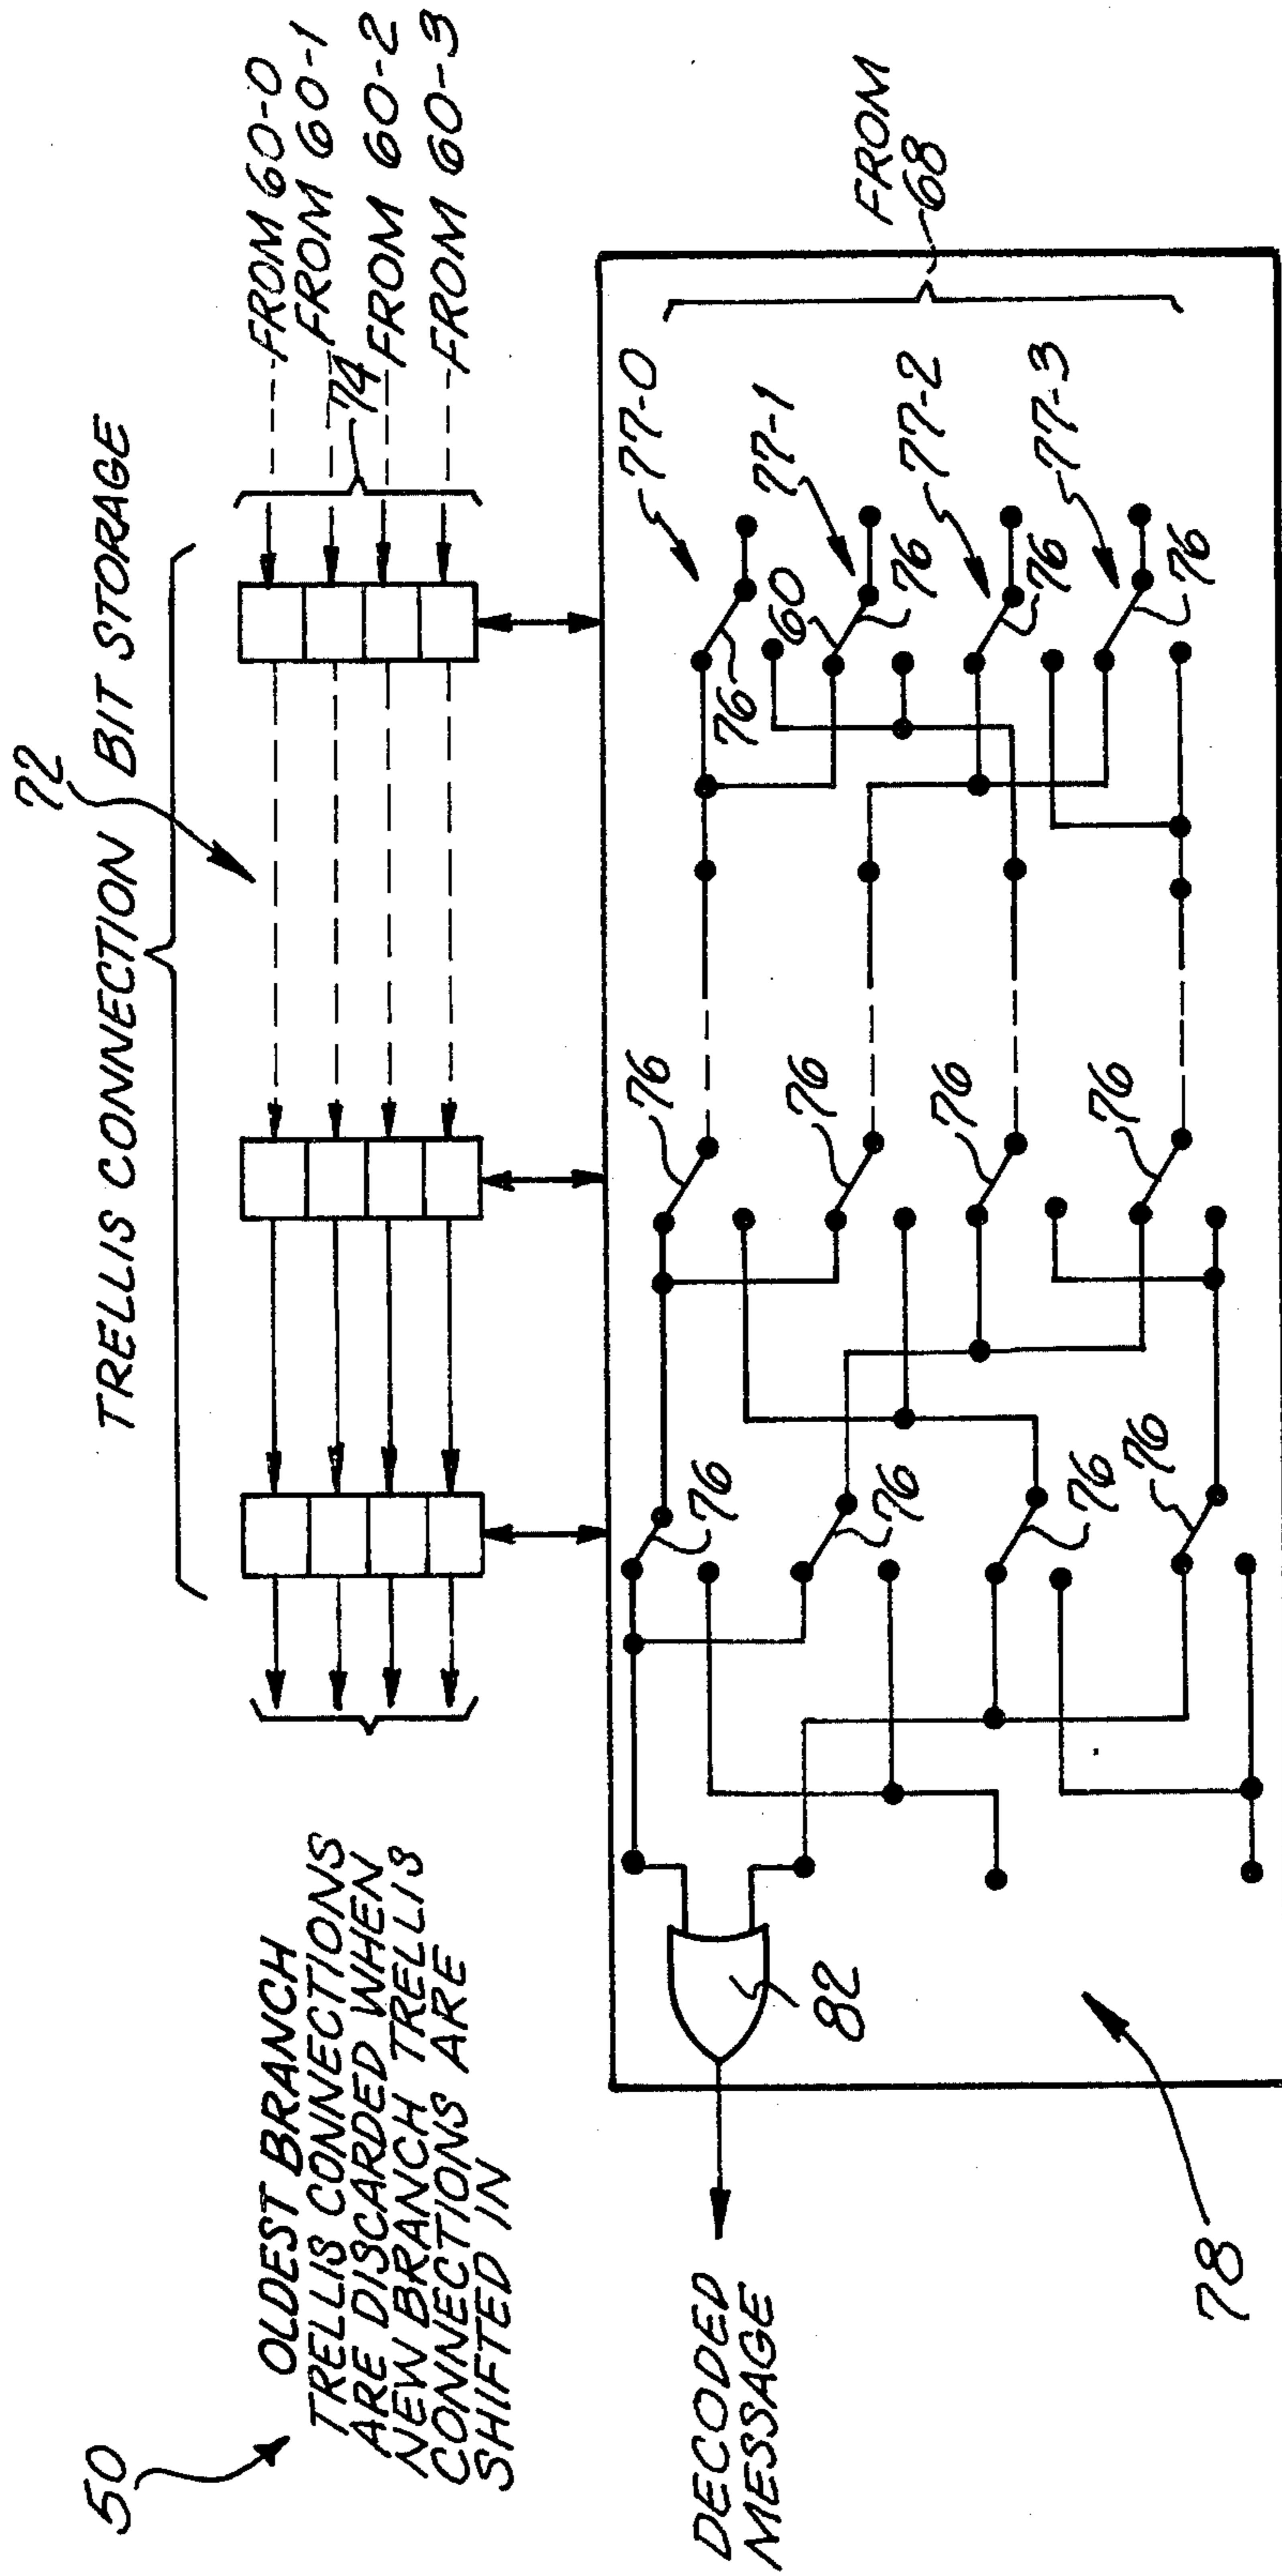 50
OLDEST BRANCH
TRELLIS CONNECTIONS
ARE DISCARDED WHEN
NEW BRANCH TRELLIS
CONNECTIONS ARE
SHIFTED IN
72
TRELLIS CONNECTION BIT STORAGE
FROM 60-0
FROM 60-1
74
FROM 60-2
FROM 60-3
DECODED
MESSAGE
82
76
76
76
76
76
76
76
76
76
60
76
76
76
77-0
77-1
77-2
77-3
FROM
68
78